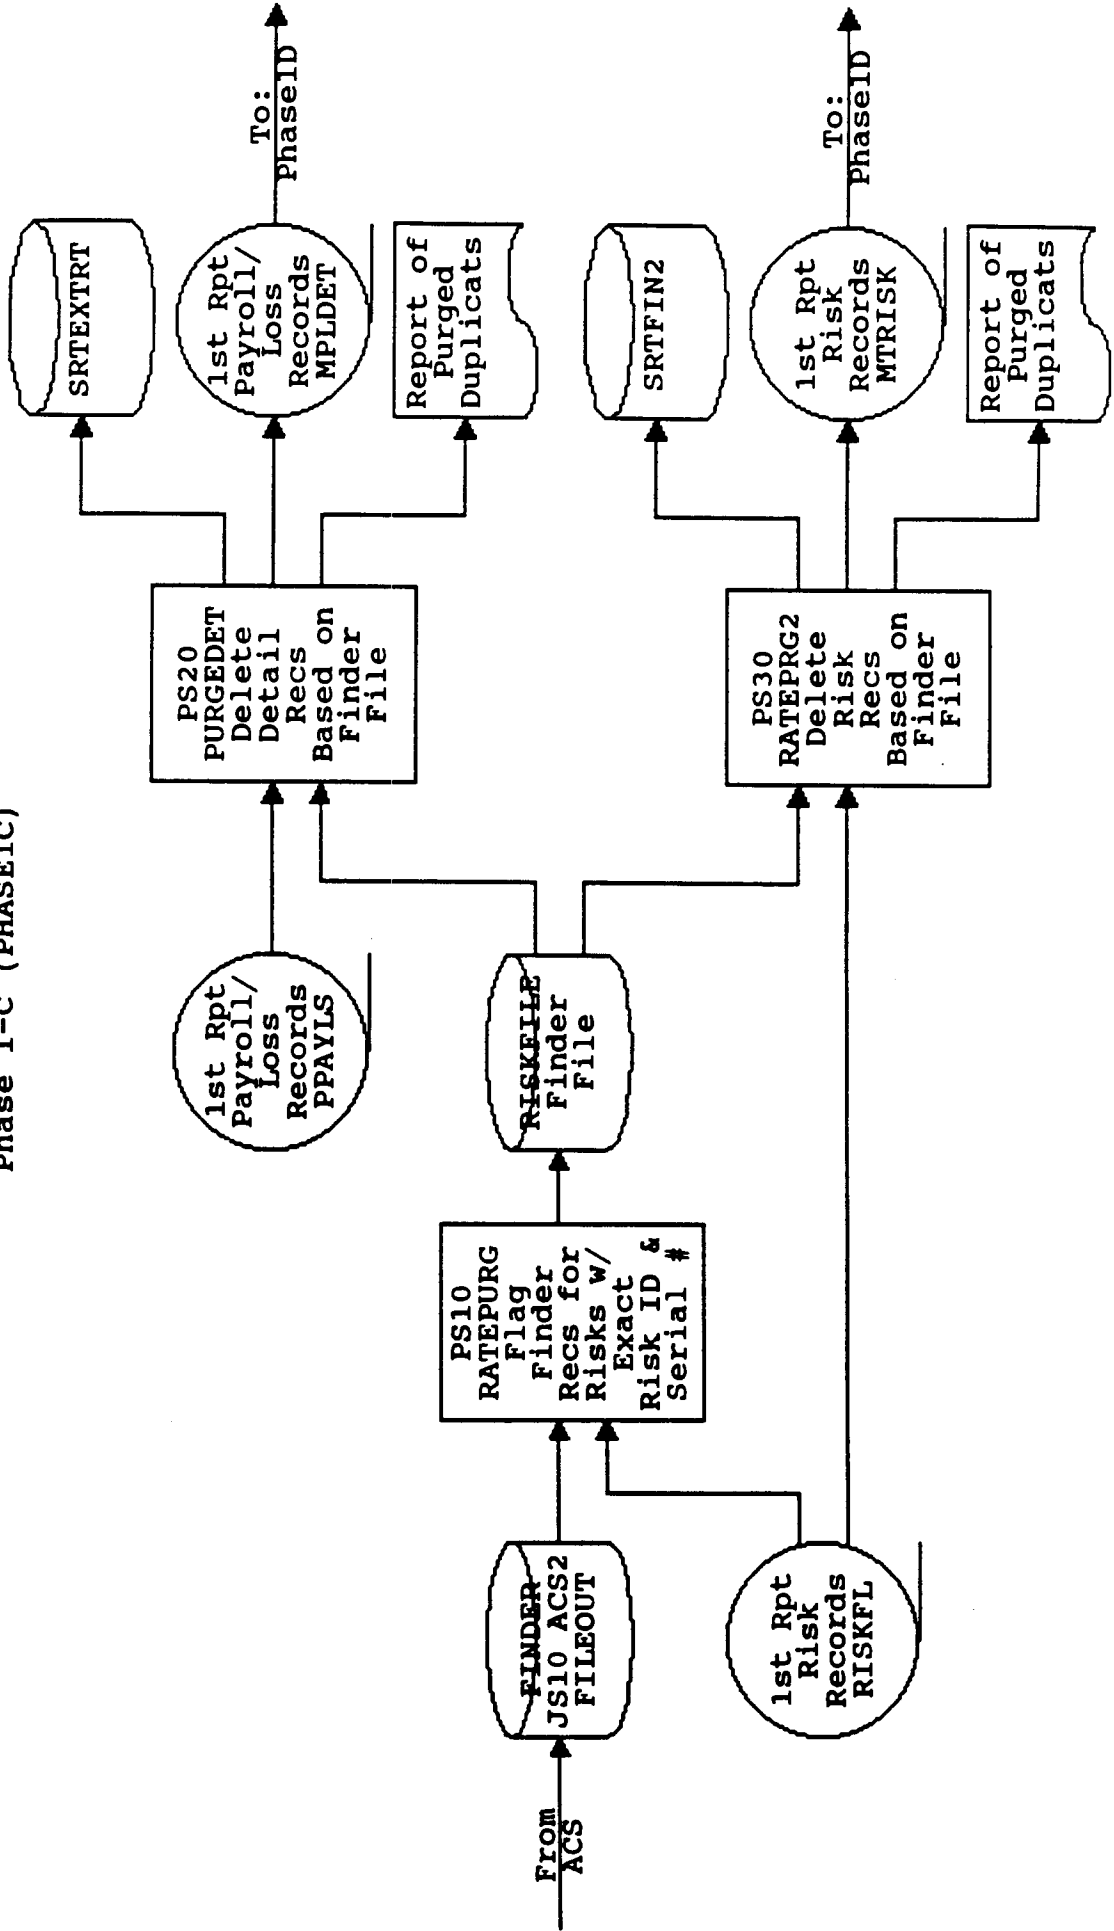 Phase 1-C (PHASE1C)
From
ACS
FINDER
JS10 ACS2
FILEOUT
1st Rpt
Risk
Records
RISKFL
PS10
RATEPURG
Flag
Finder
Recs for
Risks w/
Exact
Risk ID &
Serial #
1st Rpt
Payroll/
Loss
Records
PPAYLS
RISKFILE
Finder
File
PS20
PURGEDET
Delete
Detail
Recs
Based on
Finder
File
PS30
RATEPRG2
Delete
Risk
Recs
Based on
Finder
File
SRTEXTRT
1st Rpt
Payroll/
Loss
Records
MPLDET
Report of
Purged
Duplicats
SRTFIN2
1st Rpt
Risk
Records
MTRISK
Report of
Purged
Duplicats
To:
Phase1D
To:
Phase1D